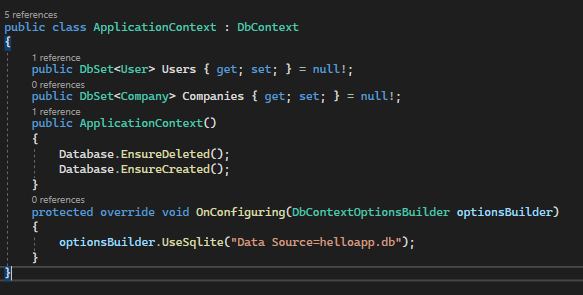 5 references
public class ApplicationContext : DbContext
{
1 reference
public DbSet<User> Users { get; set; } = null!;
0 references
public DbSet<Company> Companies { get; set; } = null!;
1 reference
public ApplicationContext()
{
Database.EnsureDeleted();
Database.EnsureCreated();
}
0 references
protected override void OnConfiguring(DbContextOptionsBuilder optionsBuilder)
{
optionsBuilder.UseSqlite("Data Source=helloapp.db");
}
}